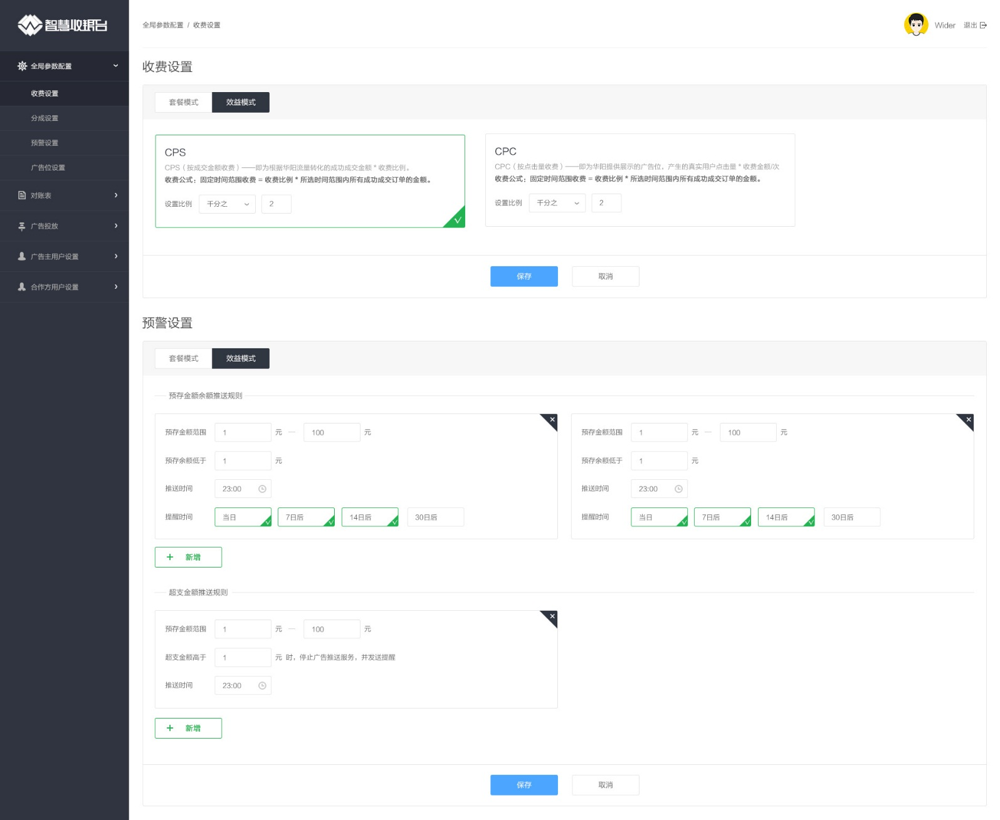 智慧收银台
全局参数配置 / 收费设置
Wider 退出
全局参数配置
收费设置
分成设置
预警设置
广告位设置
对账表
广告投放
广告主用户设置
合作方用户设置
收费设置
套餐模式 效益模式
CPS
CPS（按成交金额收费）——即为根据华阳流量转化的成功成交金额 * 收费比例。
收费公式：固定时间范围收费 = 收费比例 * 所选时间范围内所有成功成交订单的金额。
设置比例 千分之 2
CPC
CPC（按点击量收费）——即为华阳提供展示的广告位，产生的真实用户点击量 * 收费金额/次
收费公式：固定时间范围收费 = 收费比例 * 所选时间范围内所有成功成交订单的金额。
设置比例 千分之 2
保存 取消
预警设置
套餐模式 效益模式
预存金额余额推送规则
预存金额范围 1 元 — 100 元
预存余额低于 1 元
推送时间 23:00
提醒时间 当日 7日后 14日后 30日后
预存金额范围 1 元 — 100 元
预存余额低于 1 元
推送时间 23:00
提醒时间 当日 7日后 14日后 30日后
+ 新增
超支金额推送规则
预存金额范围 1 元 — 100 元
超支金额高于 1 元 时，停止广告推送服务，并发送提醒
推送时间 23:00
+ 新增
保存 取消